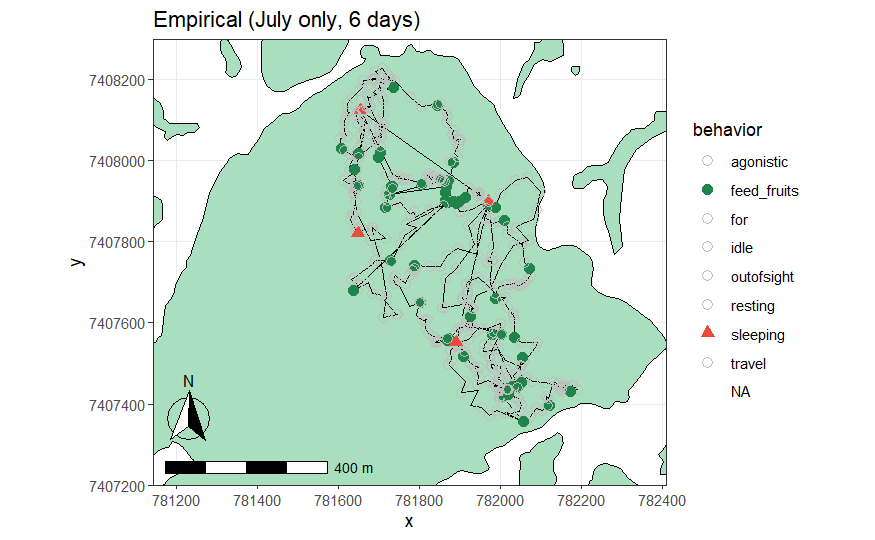 Empirical (July only, 6 days)
y
7408200
7408000
7407800
7407600
7407400
7407200
N
400 m
781200
781400
781600
781800
782000
782200
782400
x
behavior
agonistic
feed_fruits
for
idle
outofsight
resting
sleeping
travel
NA